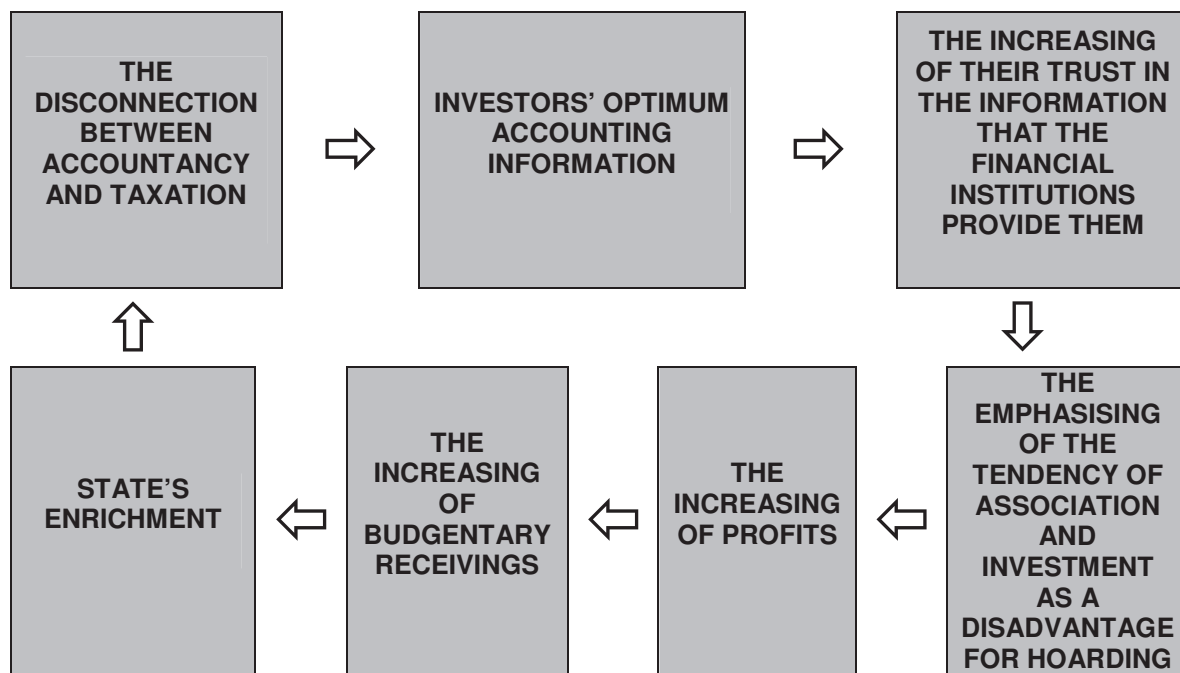 THE
DISCONNECTION
BETWEEN
ACCOUNTANCY
AND TAXATION
INVESTORS’ OPTIMUM
ACCOUNTING
INFORMATION
THE INCREASING
OF THEIR TRUST IN
THE INFORMATION
THAT THE
FINANCIAL
INSTITUTIONS
PROVIDE THEM
THE
EMPHASISING
OF THE
TENDENCY OF
ASSOCIATION
AND
INVESTMENT
AS A
DISADVANTAGE
FOR HOARDING
THE
INCREASING
OF PROFITS
THE
INCREASING
OF
BUDGENTARY
RECEIVINGS
STATE’S
ENRICHMENT